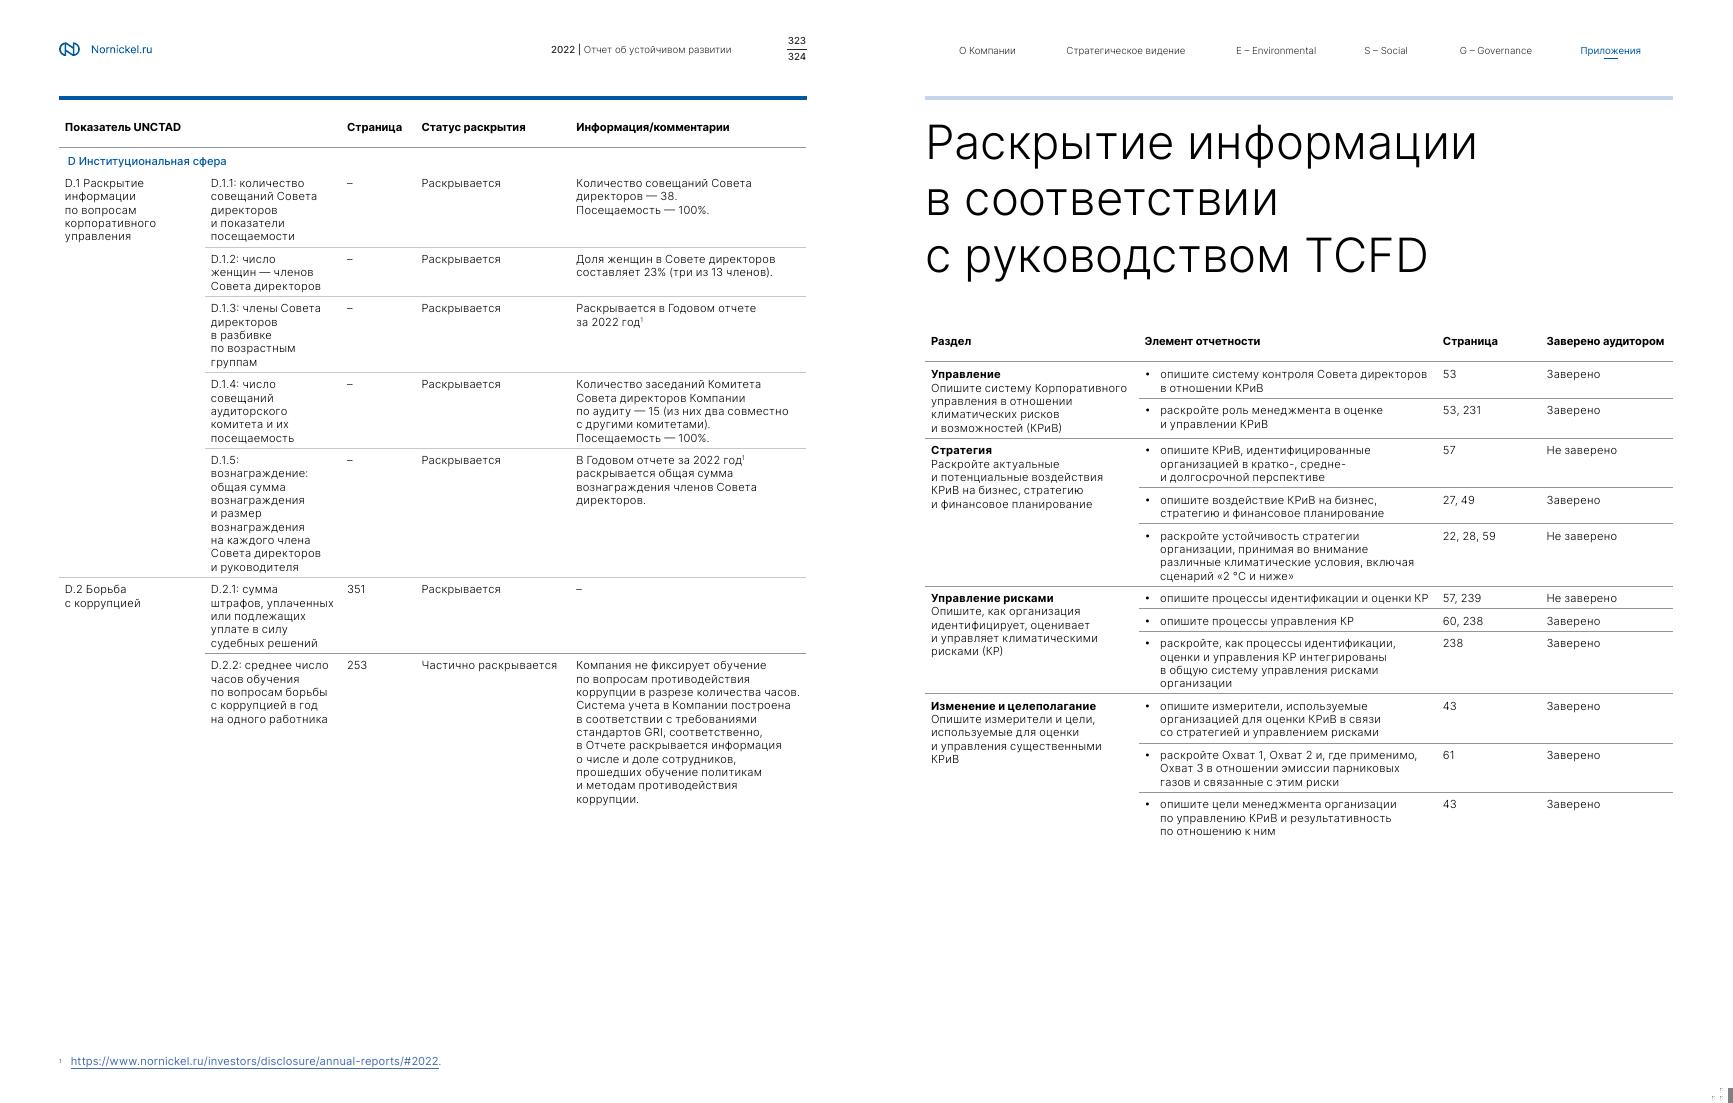 Nornickel.ru
2022 | Отчет об устойчивом развитии
323
324
Показатель UNCTAD
Страница
Статус раскрытия
Информация/комментарии
D Институциональная сфера
D.1 Раскрытие
информации
по вопросам
корпоративного
управления
D.1.1: количество
совещаний Совета
директоров
и показатели
посещаемости
–
Раскрывается
Количество совещаний Совета
директоров — 38.
Посещаемость — 100%.
D.1.2: число
женщин — членов
Совета директоров
–
Раскрывается
Доля женщин в Совете директоров
составляет 23% (три из 13 членов).
D.1.3: члены Совета
директоров
в разбивке
по возрастным
группам
–
Раскрывается
Раскрывается в Годовом отчете
за 2022 год¹
D.1.4: число
совещаний
аудиторского
комитета и их
посещаемость
–
Раскрывается
Количество заседаний Комитета
Совета директоров Компании
по аудиту — 15 (из них два совместно
с другими комитетами).
Посещаемость — 100%.
D.1.5:
вознаграждение:
общая сумма
вознаграждения
и размер
вознаграждения
на каждого члена
Совета директоров
и руководителя
–
Раскрывается
В Годовом отчете за 2022 год¹
раскрывается общая сумма
вознаграждения членов Совета
директоров.
D.2 Борьба
с коррупцией
D.2.1: сумма
штрафов, уплаченных
или подлежащих
уплате в силу
судебных решений
351
Раскрывается
–
D.2.2: среднее число
часов обучения
по вопросам борьбы
с коррупцией в год
на одного работника
253
Частично раскрывается
Компания не фиксирует обучение
по вопросам противодействия
коррупции в разрезе количества часов.
Система учета в Компании построена
в соответствии с требованиями
стандартов GRI, соответственно,
в Отчете раскрывается информация
о числе и доле сотрудников,
прошедших обучение политикам
и методам противодействия
коррупции.
¹ https://www.nornickel.ru/investors/disclosure/annual-reports/#2022.
О Компании
Стратегическое видение
E – Environmental
S – Social
G – Governance
Приложения
Раскрытие информации
в соответствии
с руководством TCFD
Раздел
Элемент отчетности
Страница
Заверено аудитором
Управление
Опишите систему Корпоративного
управления в отношении
климатических рисков
и возможностей (КРиВ)
• опишите систему контроля Совета директоров
в отношении КРиВ
53
Заверено
• раскройте роль менеджмента в оценке
и управлении КРиВ
53, 231
Заверено
Стратегия
Раскройте актуальные
и потенциальные воздействия
КРиВ на бизнес, стратегию
и финансовое планирование
• опишите КРиВ, идентифицированные
организацией в кратко-, средне-
и долгосрочной перспективе
57
Не заверено
• опишите воздействие КРиВ на бизнес,
стратегию и финансовое планирование
27, 49
Заверено
• раскройте устойчивость стратегии
организации, принимая во внимание
различные климатические условия, включая
сценарий «2 °C и ниже»
22, 28, 59
Не заверено
Управление рисками
Опишите, как организация
идентифицирует, оценивает
и управляет климатическими
рисками (КР)
• опишите процессы идентификации и оценки КР
57, 239
Не заверено
• опишите процессы управления КР
60, 238
Заверено
• раскройте, как процессы идентификации,
оценки и управления КР интегрированы
в общую систему управления рисками
организации
238
Заверено
Изменение и целеполагание
Опишите измерители и цели,
используемые для оценки
и управления существенными
КРиВ
• опишите измерители, используемые
организацией для оценки КРиВ в связи
со стратегией и управлением рисками
43
Заверено
• раскройте Охват 1, Охват 2 и, где применимо,
Охват 3 в отношении эмиссии парниковых
газов и связанные с этим риски
61
Заверено
• опишите цели менеджмента организации
по управлению КРиВ и результативность
по отношению к ним
43
Заверено